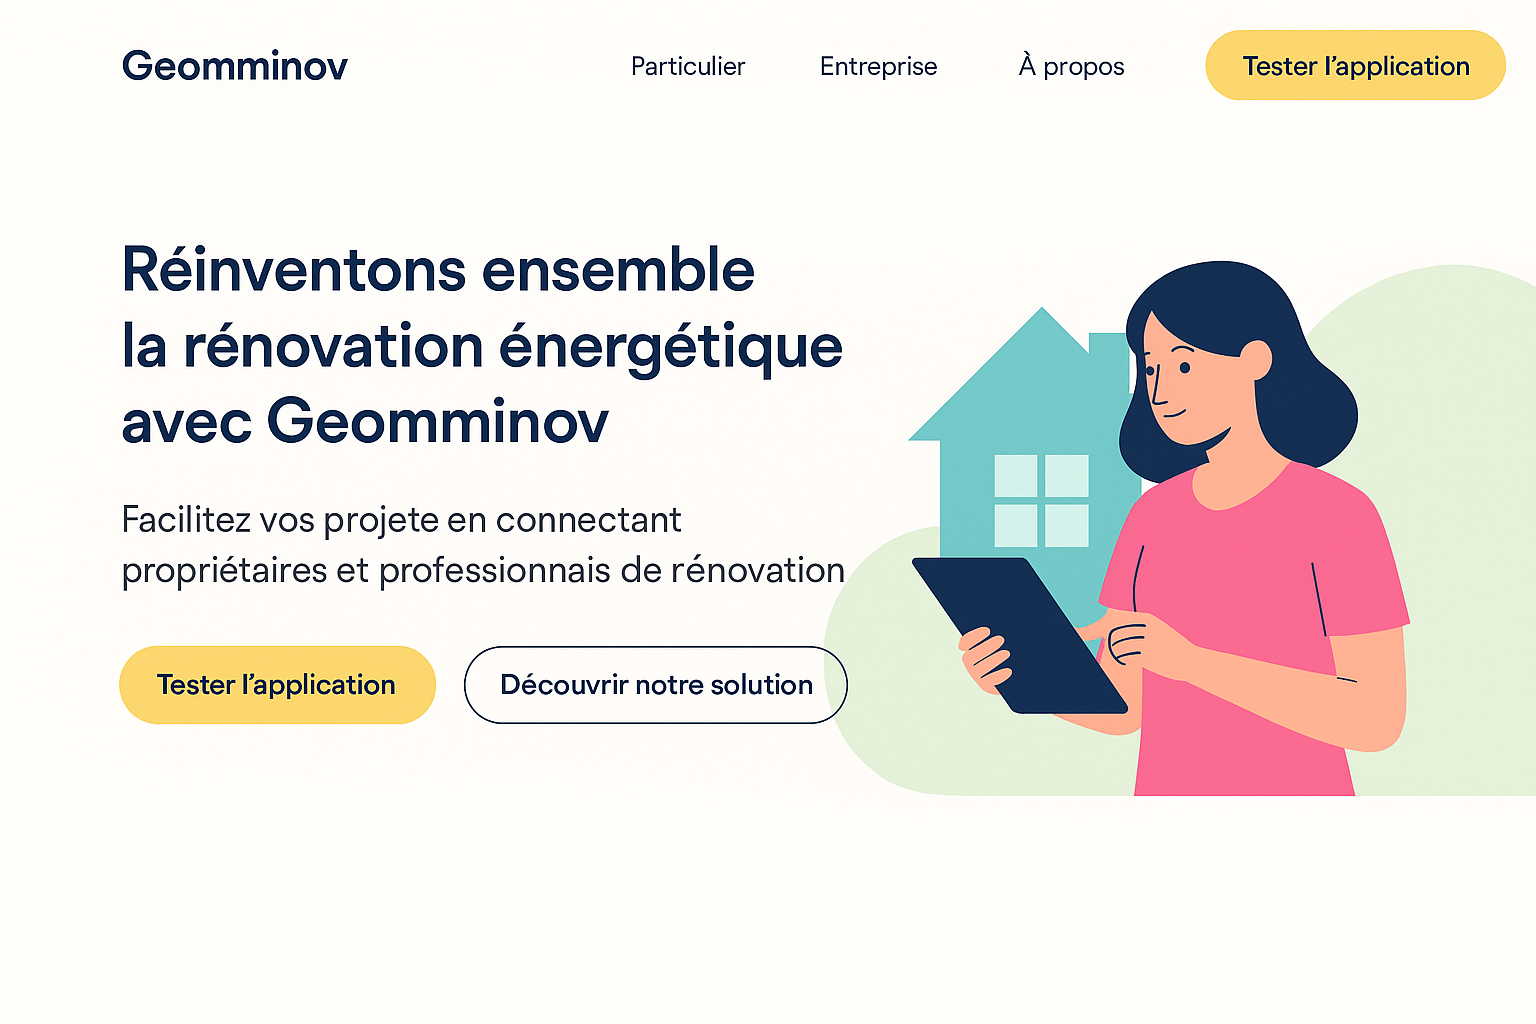 Geomminov
Particulier
Entreprise
À propos
Tester l’application
Réinventons ensemble
la rénovation énergétique
avec Geomminov
Facilitez vos projete en connectant
propriétaires et professionnais de rénovation
Tester l’application
Découvrir notre solution